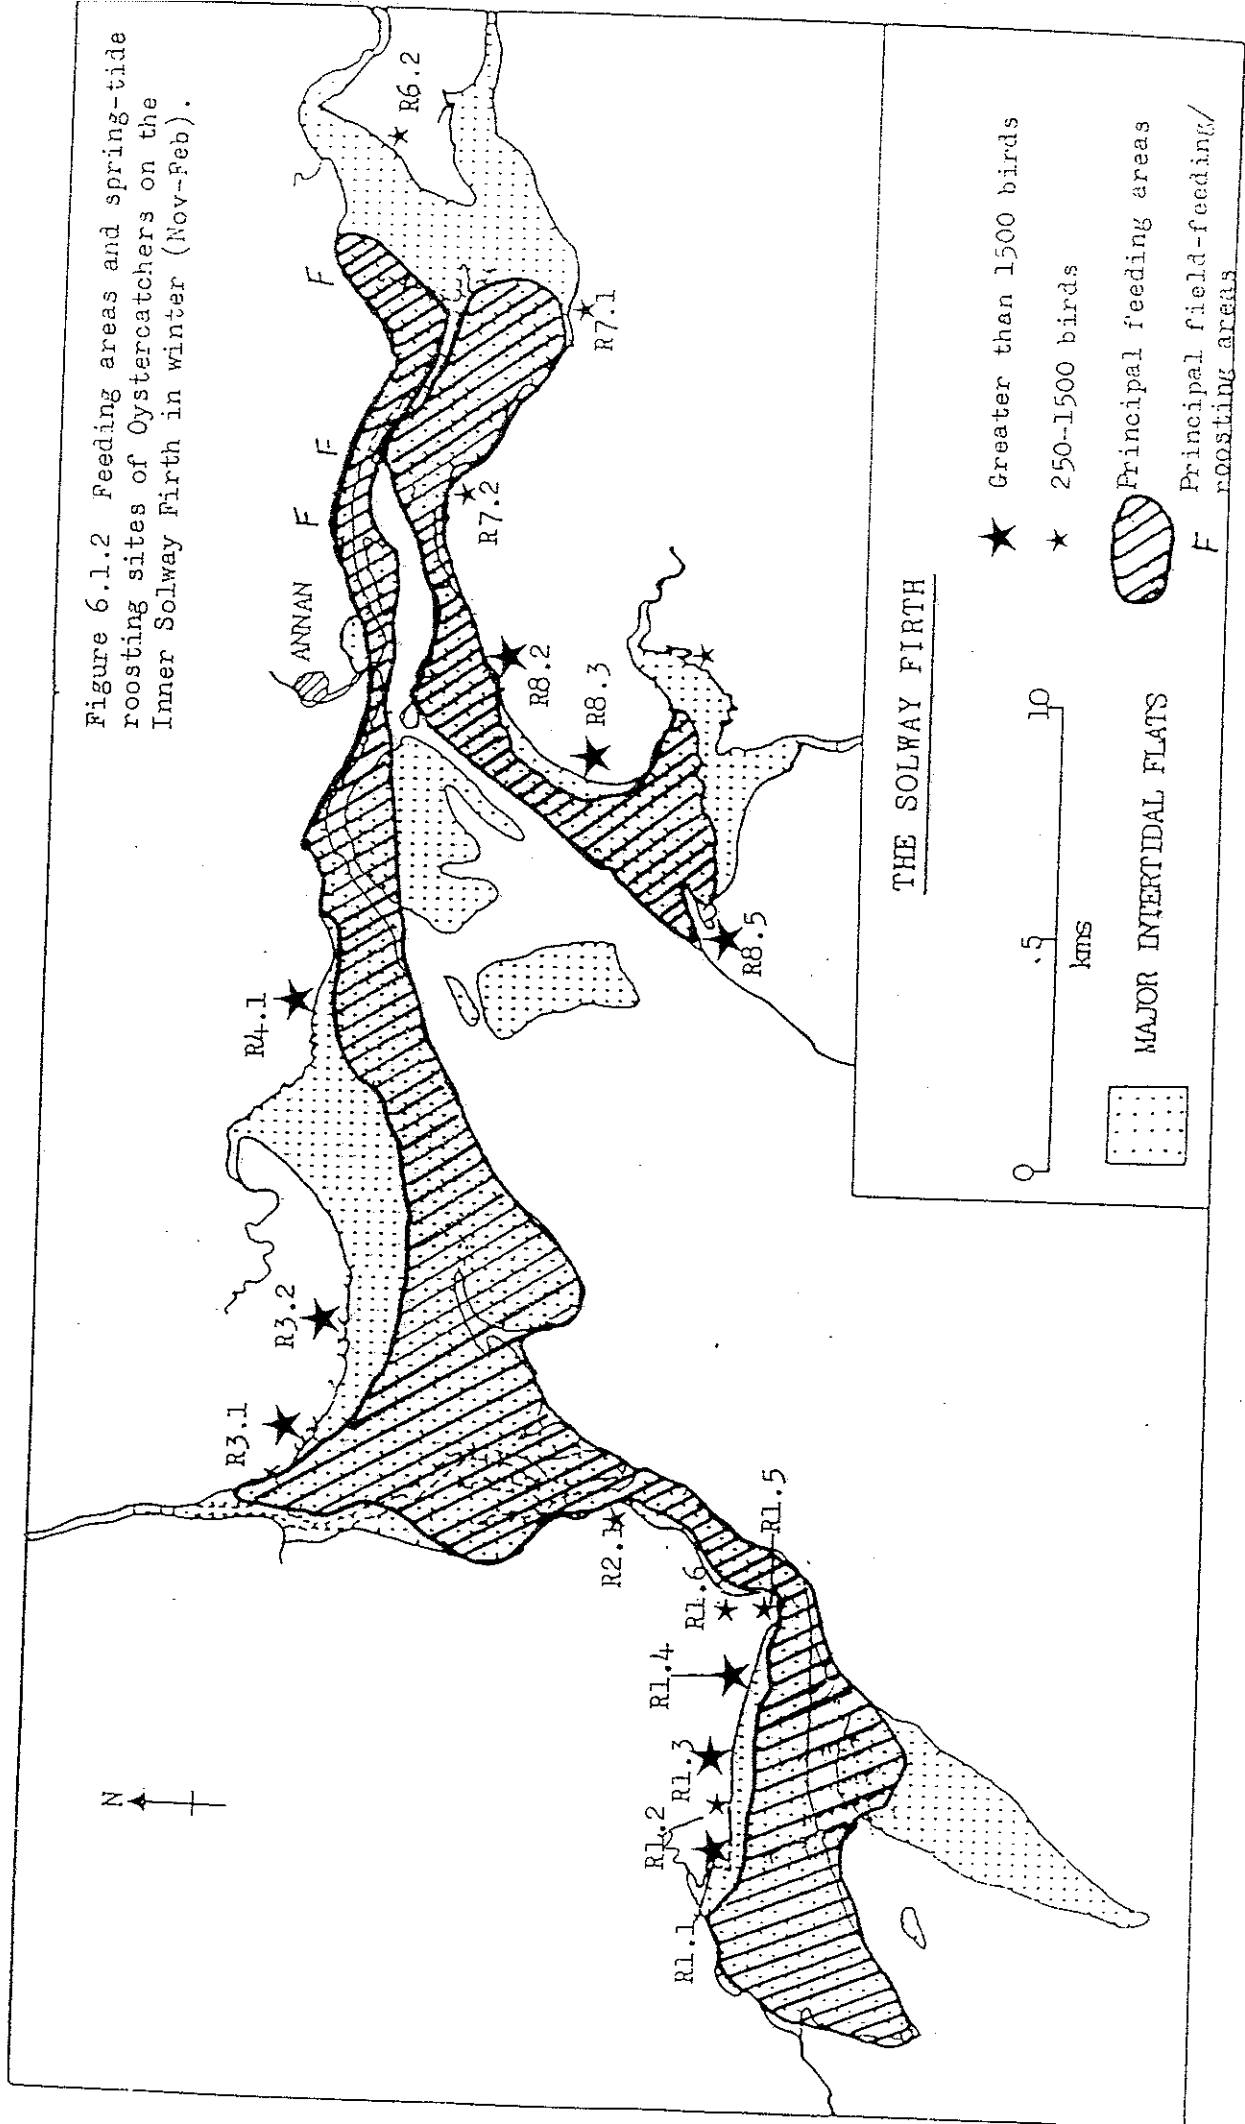 Figure 6.1.2 Feeding areas and spring-tide
roosting sites of Oystercatchers on the
Inner Solway Firth in winter (Nov-Feb).
N
ANNAN
F
F
F
R6.2
R7.1
R7.2
R8.2
R8.3
R8.5
R4.1
R3.2
R3.1
R2.1
R1.6
R1.5
R1.4
R1.3
R1.2
R1.1
THE SOLWAY FIRTH
0 .5 10
kms
MAJOR INTERTIDAL FLATS
Greater than 1500 birds
250-1500 birds
Principal feeding areas
F Principal field-feeding/
roosting areas